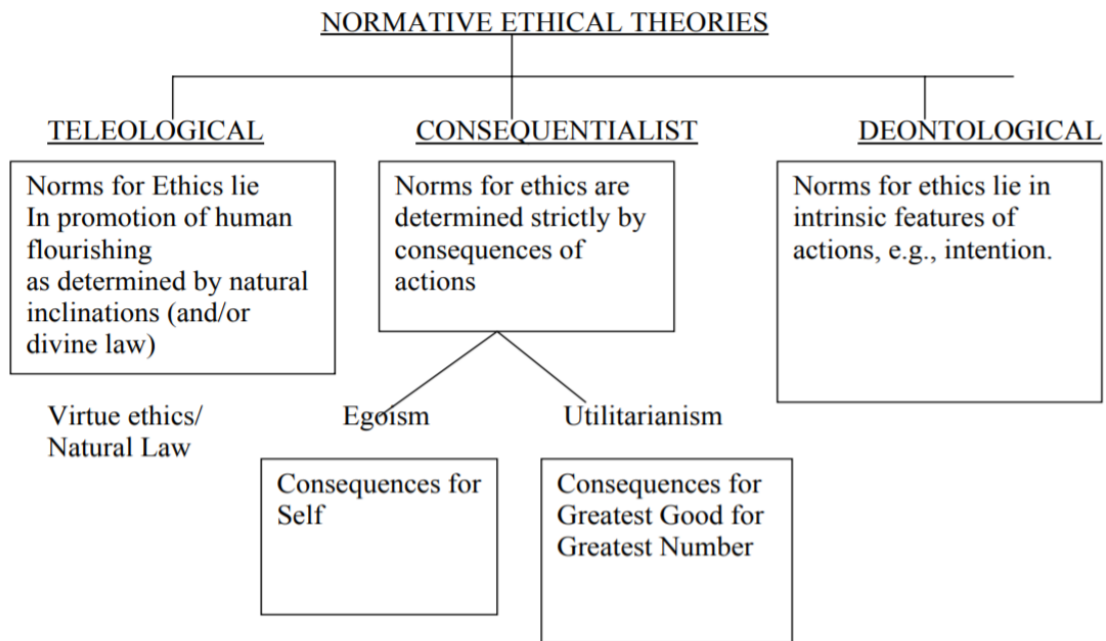 NORMATIVE ETHICAL THEORIES
TELEOLOGICAL
Norms for Ethics lie
In promotion of human
flourishing
as determined by natural
inclinations (and/or
divine law)
Virtue ethics/
Natural Law
CONSEQUENTIALIST
Norms for ethics are
determined strictly by
consequences of
actions
Egoism
Consequences for
Self
Utilitarianism
Consequences for
Greatest Good for
Greatest Number
DEONTOLOGICAL
Norms for ethics lie in
intrinsic features of
actions, e.g., intention.